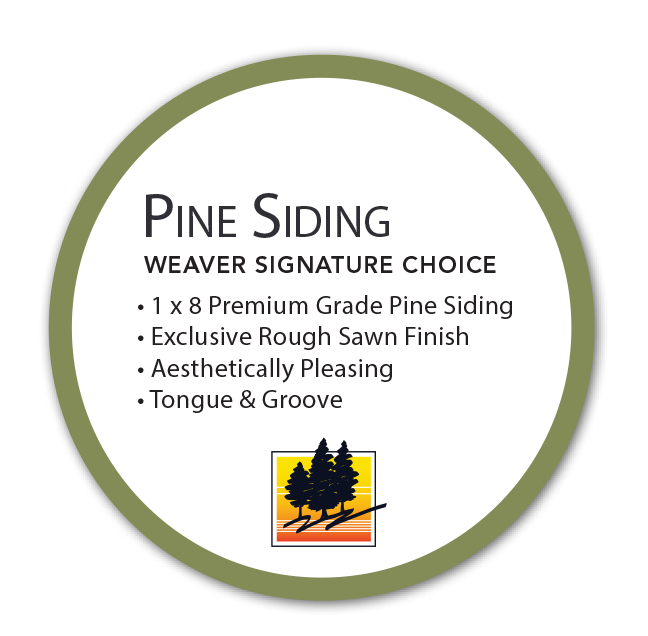 PINE SIDING
WEAVER SIGNATURE CHOICE
• 1 x 8 Premium Grade Pine Siding
• Exclusive Rough Sawn Finish
• Aesthetically Pleasing
• Tongue & Groove